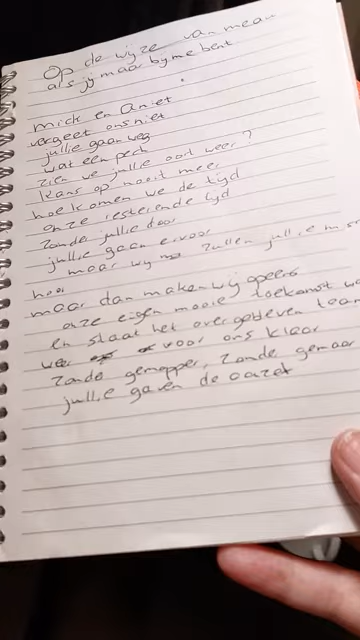 Op de wijze van mean
als jij maar bij me bent
mick en aniet
vergeet ons niet
jullie gaan weg
wat een pech
zien we jullie ooit weer?
kans op nooit meer
hoe komen we de tijd
onze resterende tijd
zonder jullie door
jullie gaan ervoor
maar wij zullen jullie
hoor
maar dan maken wij opeens
onze eigen mooie toekomst
en staat het overgebleven team
weer voor ons klaar
zonder gemopper, zonder gemaar
jullie gaven de aanzet